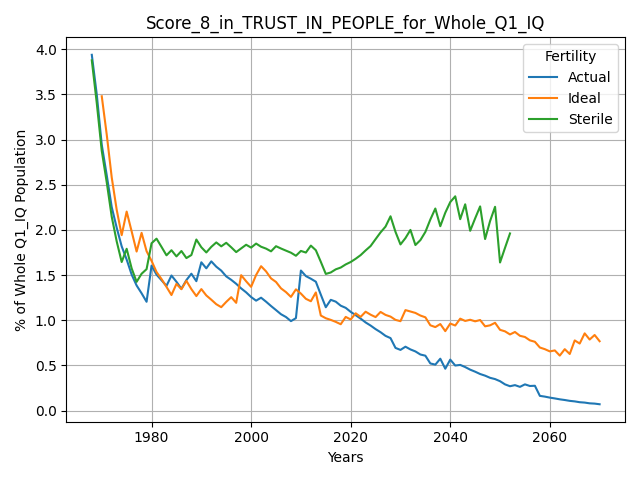 Score_8_in_TRUST_IN_PEOPLE_for_Whole_Q1_IQ
Fertility
Actual
Ideal
Sterile
% of Whole Q1_IQ Population
4.0
3.5
3.0
2.5
2.0
1.5
1.0
0.5
0.0
1980 2000 2020 2040 2060
Years